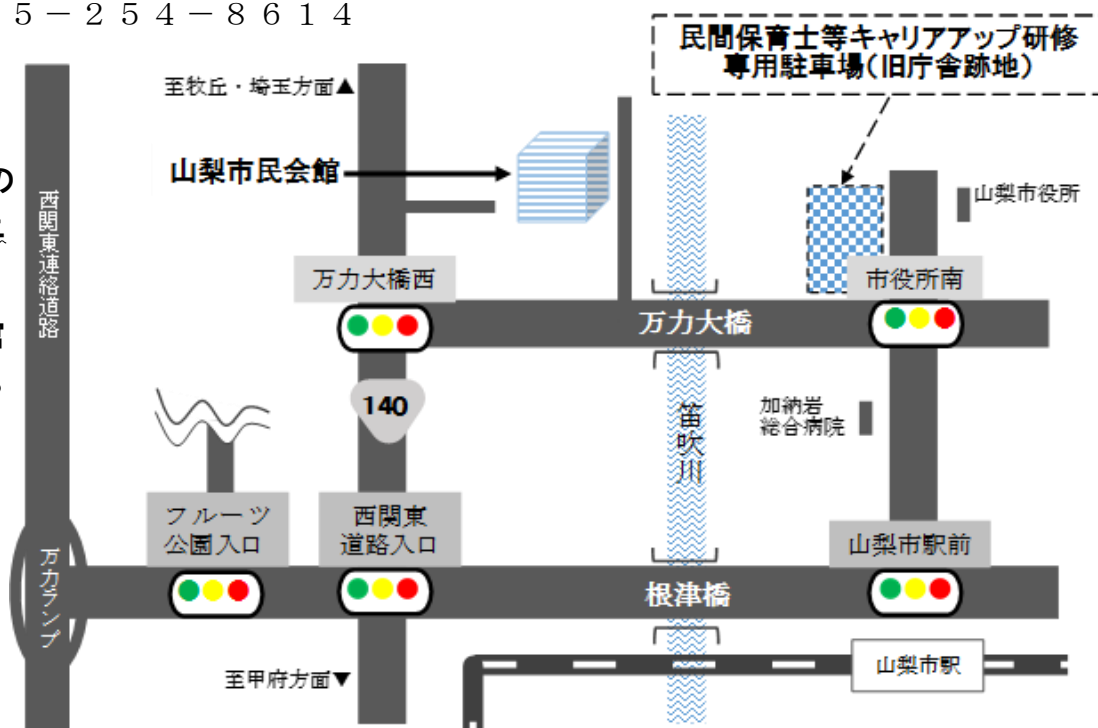 ５－２５４－８６１４
民間保育士等キャリアアップ研修
専用駐車場（旧庁舎跡地）
至牧丘・埼玉方面▲
山梨市民会館
の
山梨市役所
西関東連絡道路
万力大橋西
市役所南
万力大橋
140
笛吹川
加納岩
総合病院
フルーツ
公園入口
西関東
道路入口
山梨市駅前
万力ランプ
根津橋
至甲府方面▼
山梨市駅